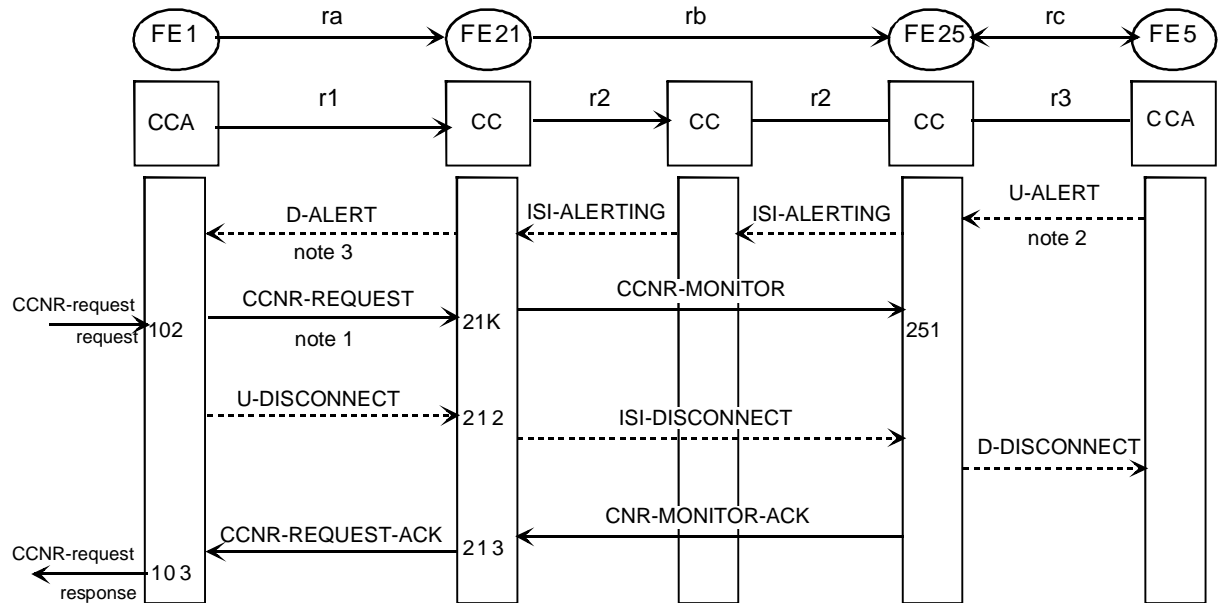 ra
rb
rc
FE1
FE21
FE25
FE5
r1
r2
r2
r3
CCA
CC
CC
CC
CCA
D-ALERT
ISI-ALERTING
ISI-ALERTING
U-ALERT
note 3
note 2
CCNR-request
request
102
CCNR-REQUEST
note 1
21K
CCNR-MONITOR
251
U-DISCONNECT
212
ISI-DISCONNECT
D-DISCONNECT
CCNR-REQUEST-ACK
213
CNR-MONITOR-ACK
CCNR-request
response
103